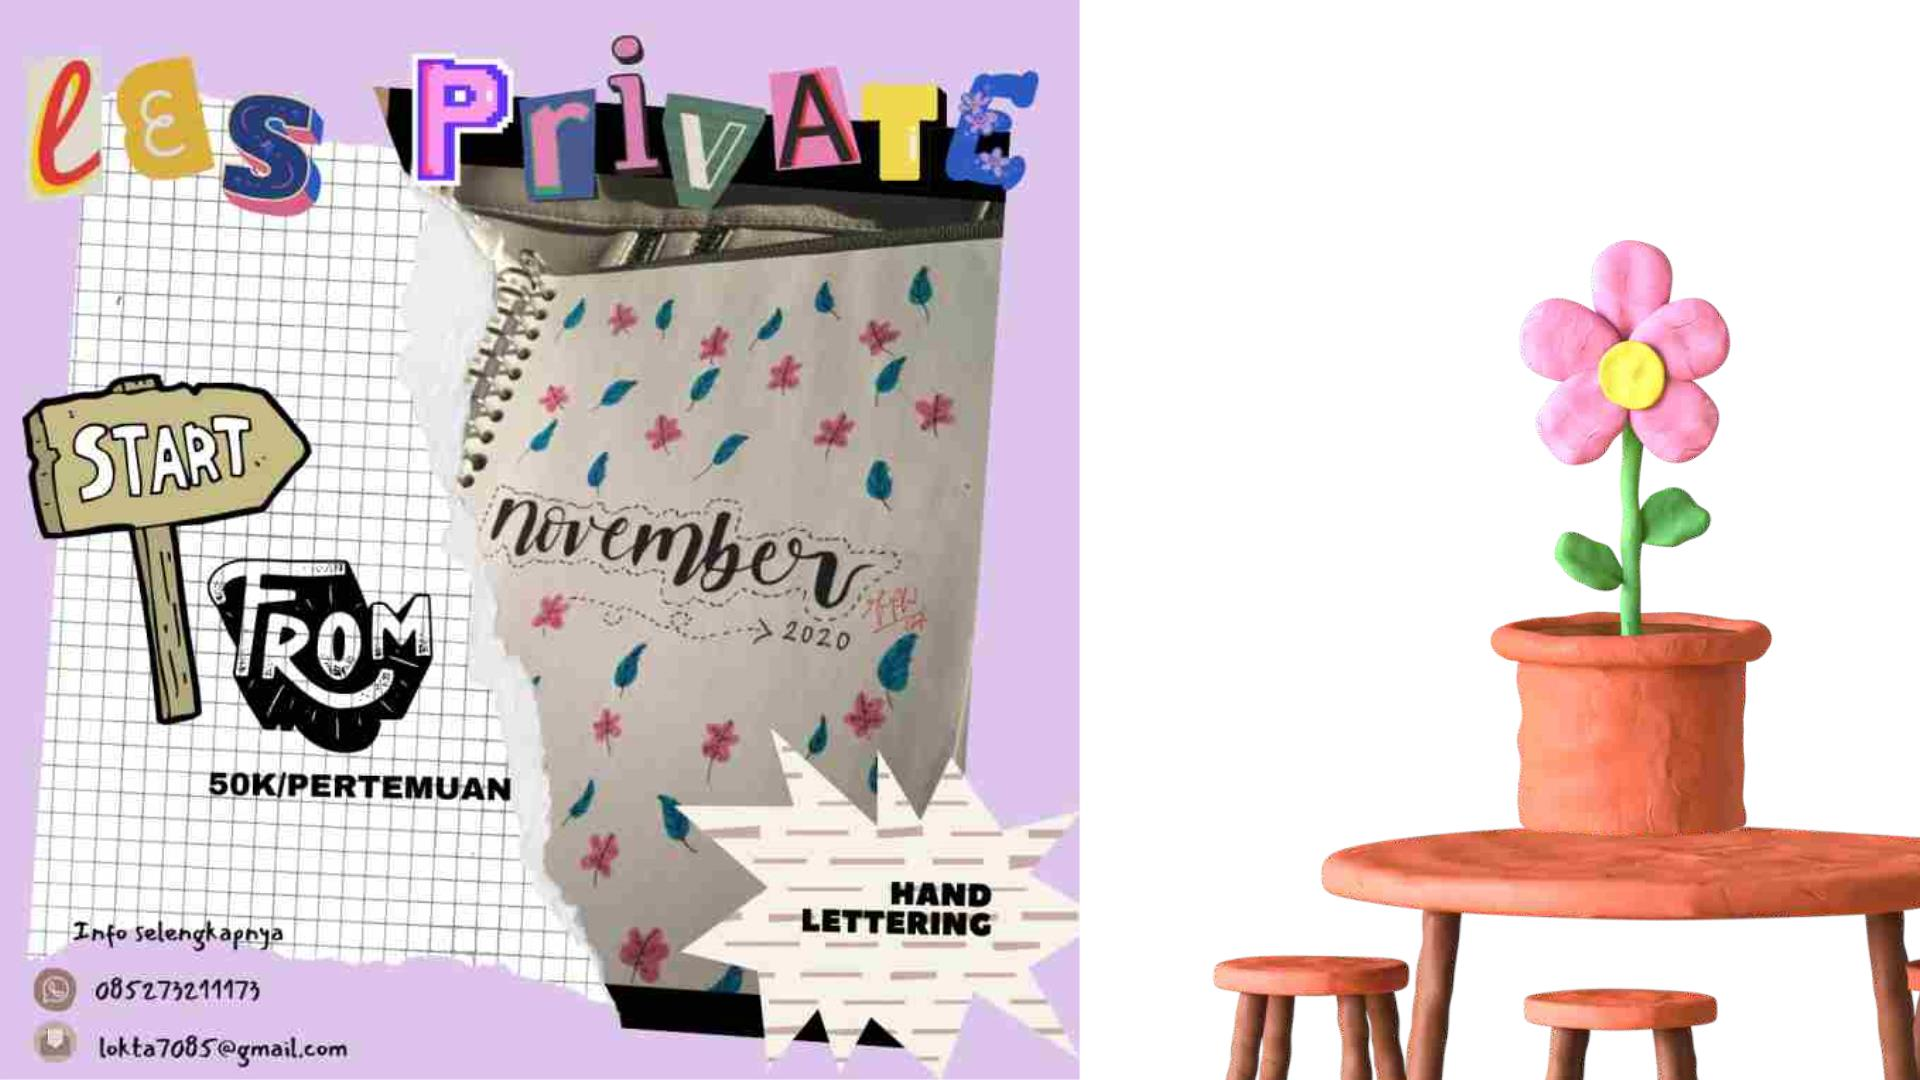 les PrivATE
START
FROM
50K/PERTEMUAN
november
2020
HAND
LETTERING
Info selengkapnya
085273211173
lokta7085@gmail.com